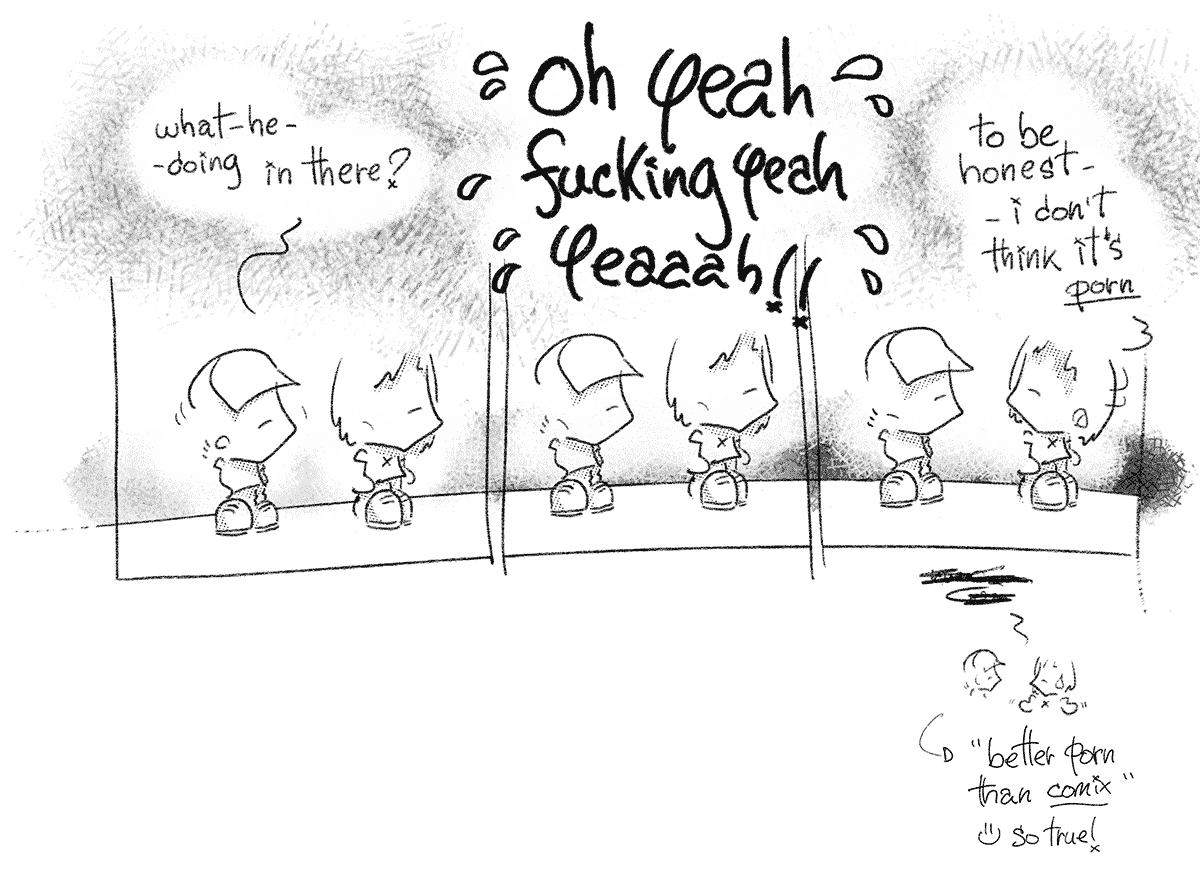 what-he-
-doing in there?
Oh yeah
fucking yeah
yeaaah!!
to be
honest-
- i don't
think it's
porn
"better porn
than comix"
so true!